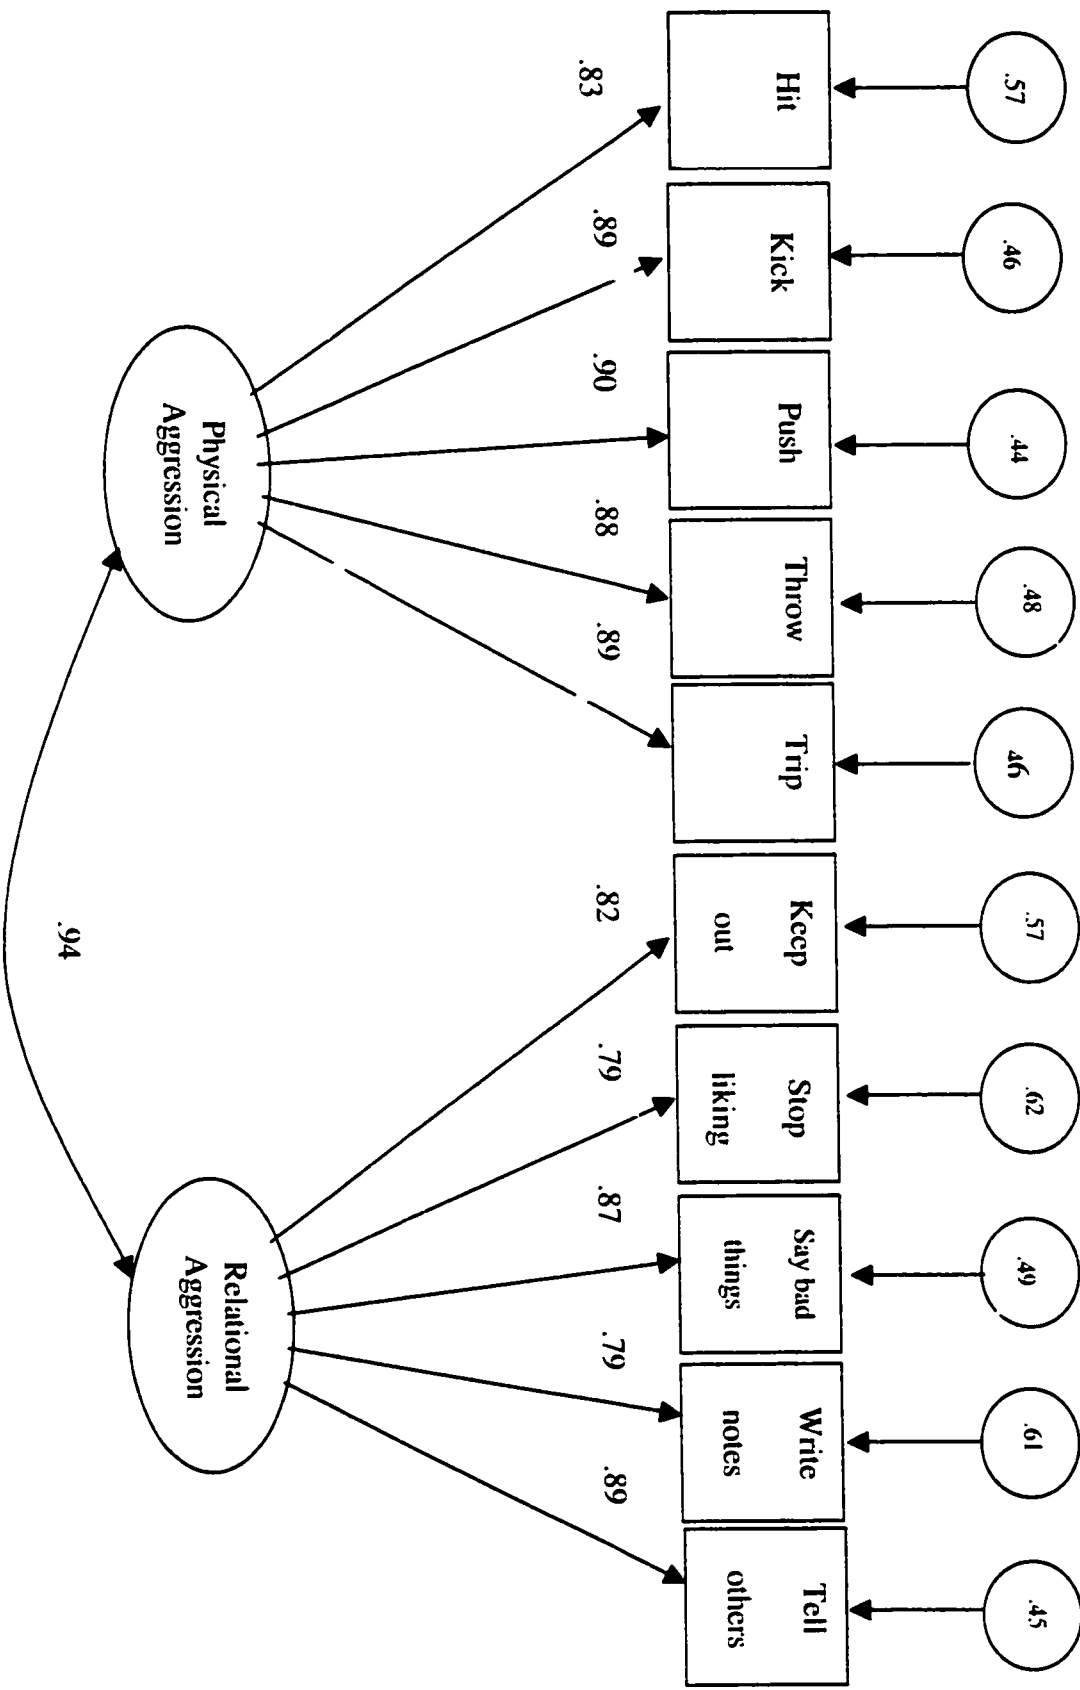 .57
.46
.44
.48
.46
.57
.62
.49
.61
.45
Hit
Kick
Push
Throw
Trip
Keep
out
Stop
liking
Say bad
things
Write
notes
Tell
others
.83
.89
.90
.88
.89
.82
.79
.87
.79
.89
Physical
Aggression
Relational
Aggression
.94